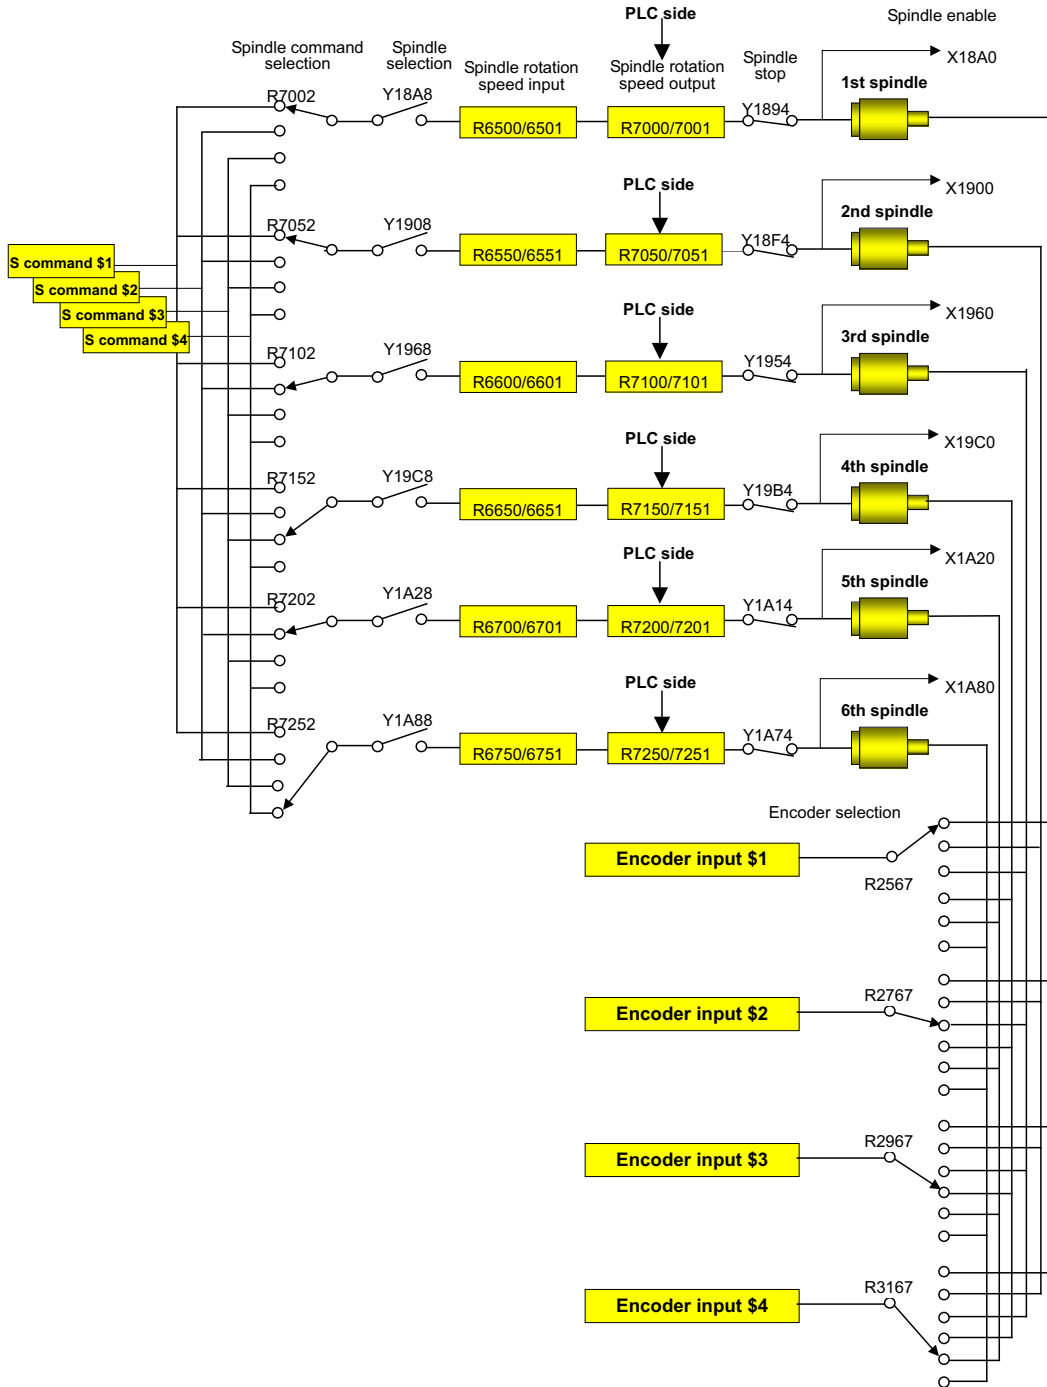 PLC side
Spindle enable
Spindle command
selection
Spindle
selection
Spindle rotation
speed input
Spindle rotation
speed output
Spindle
stop
X18A0
R7002
Y18A8
R6500/6501
R7000/7001
Y1894
1st spindle
PLC side
X1900
R7052
Y1908
R6550/6551
R7050/7051
Y18F4
2nd spindle
S command $1
S command $2
S command $3
S command $4
PLC side
X1960
R7102
Y1968
R6600/6601
R7100/7101
Y1954
3rd spindle
PLC side
X19C0
R7152
Y19C8
R6650/6651
R7150/7151
Y19B4
4th spindle
PLC side
X1A20
R7202
Y1A28
R6700/6701
R7200/7201
Y1A14
5th spindle
PLC side
X1A80
R7252
Y1A88
R6750/6751
R7250/7251
Y1A74
6th spindle
Encoder selection
Encoder input $1
R2567
Encoder input $2
R2767
Encoder input $3
R2967
Encoder input $4
R3167